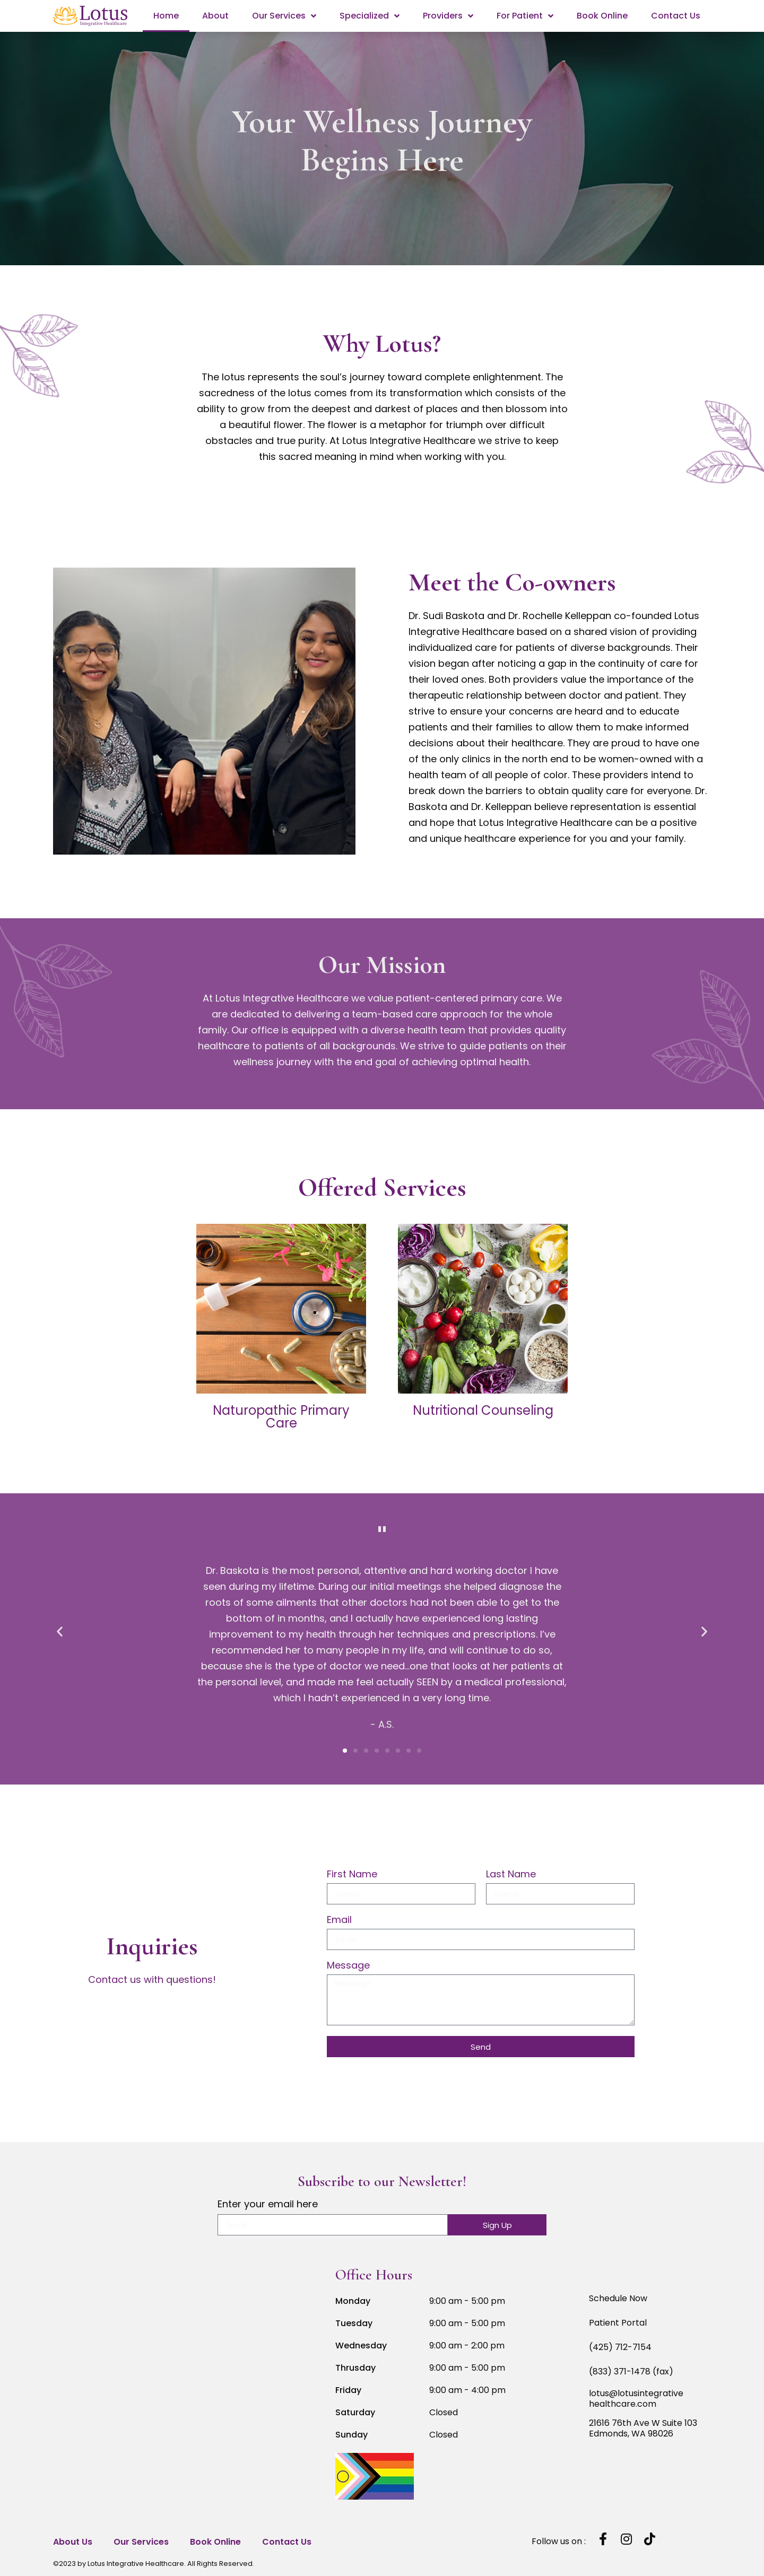 Lotus
Integrative Healthcare
Home
About
Our Services
Specialized
Providers
For Patient
Book Online
Contact Us
Your Wellness Journey
Begins Here
Why Lotus?
The lotus represents the soul’s journey toward complete enlightenment. The
sacredness of the lotus comes from its transformation which consists of the
ability to grow from the deepest and darkest of places and then blossom into
a beautiful flower. The flower is a metaphor for triumph over difficult
obstacles and true purity. At Lotus Integrative Healthcare we strive to keep
this sacred meaning in mind when working with you.
Meet the Co-owners
Dr. Sudi Baskota and Dr. Rochelle Kelleppan co-founded Lotus
Integrative Healthcare based on a shared vision of providing
individualized care for patients of diverse backgrounds. Their
vision began after noticing a gap in the continuity of care for
their loved ones. Both providers value the importance of the
therapeutic relationship between doctor and patient. They
strive to ensure your concerns are heard and to educate
patients and their families to allow them to make informed
decisions about their healthcare. They are proud to have one
of the only clinics in the north end to be women-owned with a
health team of all people of color. These providers intend to
break down the barriers to obtain quality care for everyone. Dr.
Baskota and Dr. Kelleppan believe representation is essential
and hope that Lotus Integrative Healthcare can be a positive
and unique healthcare experience for you and your family.
Our Mission
At Lotus Integrative Healthcare we value patient-centered primary care. We
are dedicated to delivering a team-based care approach for the whole
family. Our office is equipped with a diverse health team that provides quality
healthcare to patients of all backgrounds. We strive to guide patients on their
wellness journey with the end goal of achieving optimal health.
Offered Services
Naturopathic Primary
Care
Nutritional Counseling
"
Dr. Baskota is the most personal, attentive and hard working doctor I have
seen during my lifetime. During our initial meetings she helped diagnose the
roots of some ailments that other doctors had not been able to get to the
bottom of in months, and I actually have experienced long lasting
improvement to my health through her techniques and prescriptions. I’ve
recommended her to many people in my life, and will continue to do so,
because she is the type of doctor we need…one that looks at her patients at
the personal level, and made me feel actually SEEN by a medical professional,
which I hadn’t experienced in a very long time.
- A.S.
Inquiries
Contact us with questions!
First Name
Last Name
Email
Message
Send
Subscribe to our Newsletter!
Enter your email here
Sign Up
Office Hours
Monday 9:00 am - 5:00 pm
Tuesday 9:00 am - 5:00 pm
Wednesday 9:00 am - 2:00 pm
Thrusday 9:00 am - 5:00 pm
Friday 9:00 am - 4:00 pm
Saturday Closed
Sunday Closed
Schedule Now
Patient Portal
(425) 712-7154
(833) 371-1478 (fax)
lotus@lotusintegrative
healthcare.com
21616 76th Ave W Suite 103
Edmonds, WA 98026
About Us
Our Services
Book Online
Contact Us
Follow us on :
©2023 by Lotus Integrative Healthcare. All Rights Reserved.